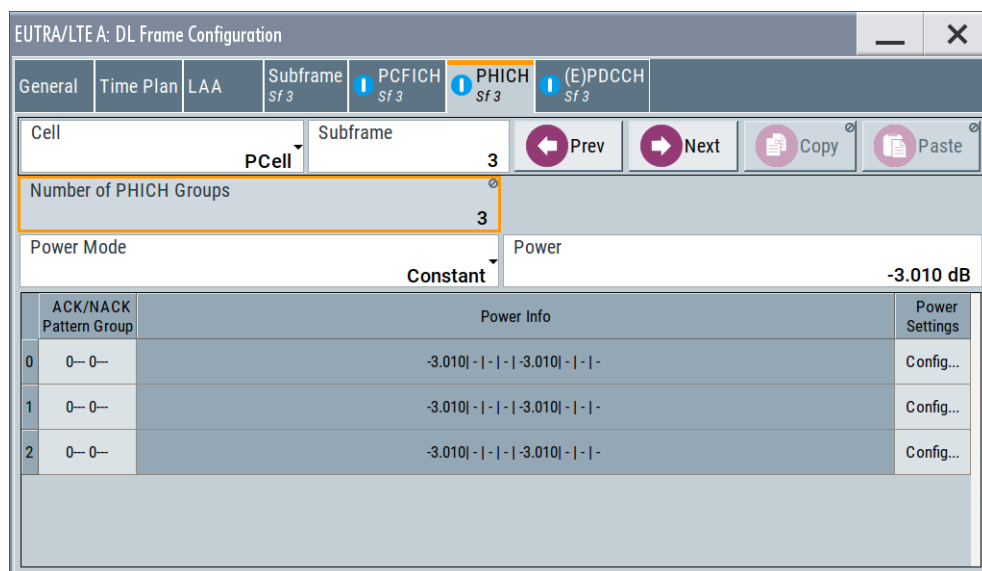 EUTRA/LTE A: DL Frame Configuration
General Time Plan LAA Subframe PCFICH PHICH (E)PDCCH
Sf 3 Sf 3 Sf 3 Sf 3
Cell Subframe
PCell 3 Prev Next Copy Paste
Number of PHICH Groups
3
Power Mode Power
Constant -3.010 dB
ACK/NACK Power Info Power
Pattern Group Settings
0 0--- 0--- -3.010| - | - | - | -3.010| - | - | - Config...
1 0--- 0--- -3.010| - | - | - | -3.010| - | - | - Config...
2 0--- 0--- -3.010| - | - | - | -3.010| - | - | - Config...